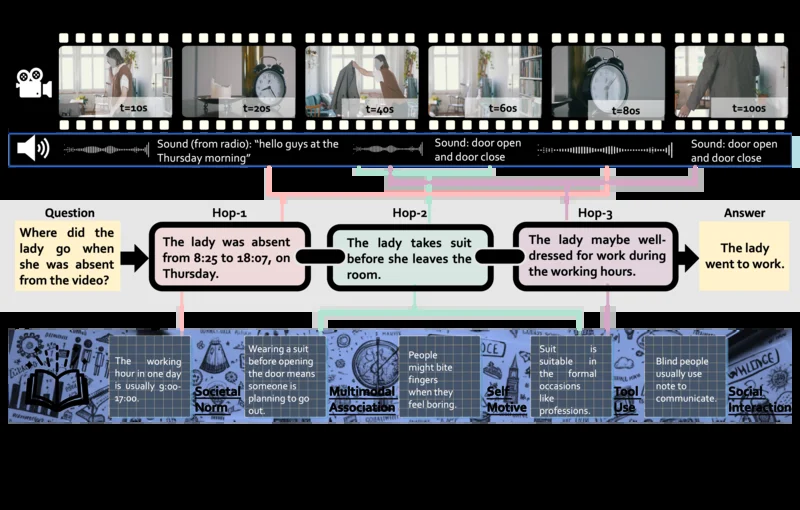 t=10s
t=20s
t=40s
t=60s
t=80s
t=100s
Sound (from radio): "hello guys at the
Thursday morning"
Sound: door open
and door close
Sound: door open
and door close
Question
Where did the
lady go when
she was absent
from the video?
Hop-1
The lady was absent
from 8:25 to 18:07, on
Thursday.
Hop-2
The lady takes suit
before she leaves the
room.
Hop-3
The lady maybe well-
dressed for work during
the working hours.
Answer
The lady
went to work.
The working
hour in one day
is usually 9:00-
17:00.
Societal
Norm
Wearing a suit
before opening
the door means
someone is
planning to go
out.
Multimodal
Association
People
might bite
fingers
when they
feel boring.
Self
Motive
Suit is
suitable in
the formal
occasions
like
professions.
Tool
Use
Blind people
usually use
note to
communicate.
Social
Interaction